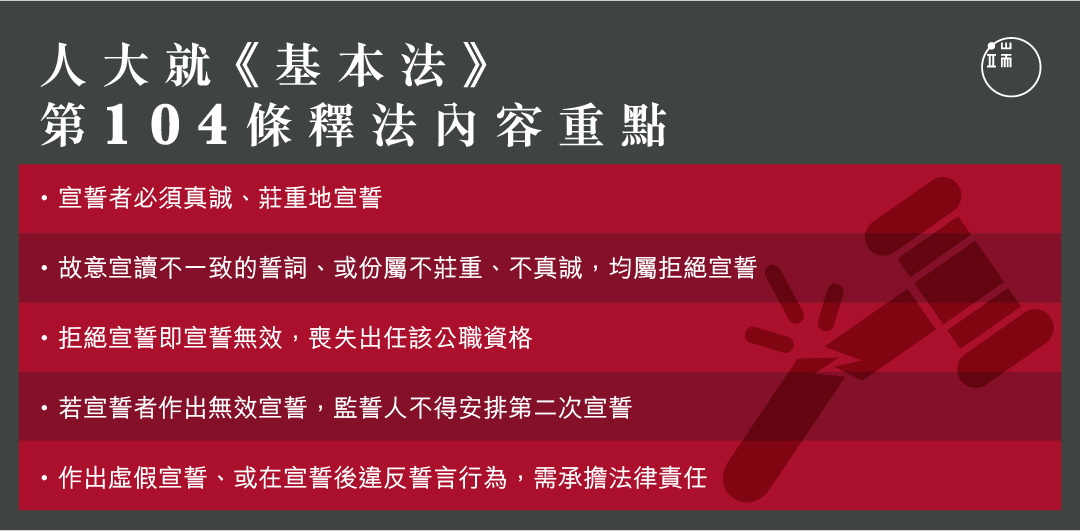 人大就《基本法》
端
第104條釋法內容重點
・宣誓者必須真誠、莊重地宣誓
・故意宣讀不一致的誓詞、或份屬不莊重、不真誠，均屬拒絕宣誓
・拒絕宣誓即宣誓無效，喪失出任該公職資格
・若宣誓者作出無效宣誓，監誓人不得安排第二次宣誓
・作出虛假宣誓、或在宣誓後違反誓言行為，需承擔法律責任